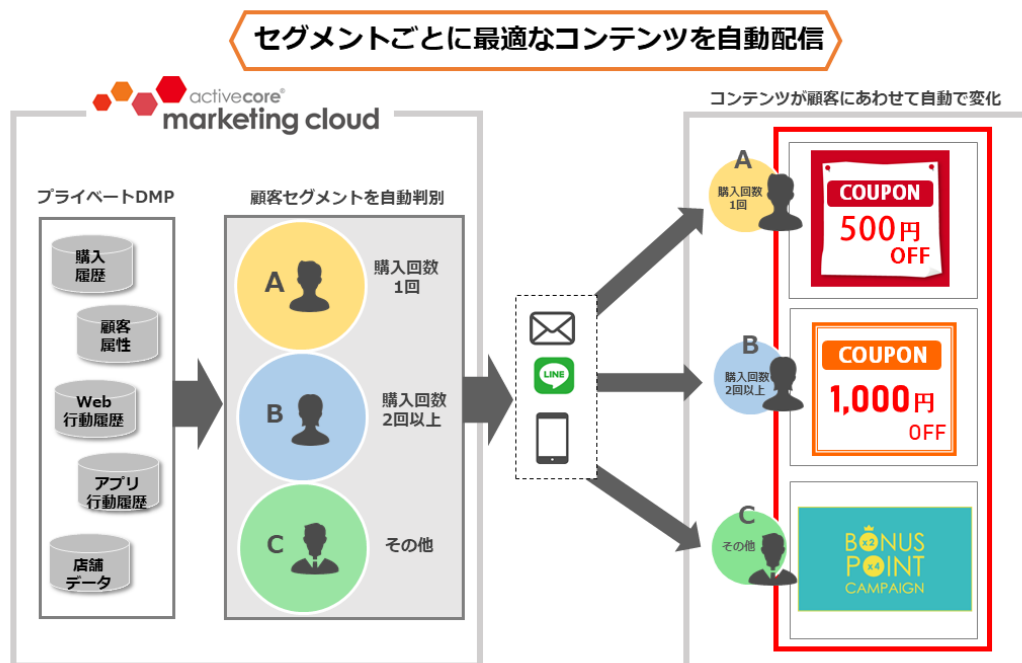 セグメントごとに最適なコンテンツを自動配信
activecore®
marketing cloud
コンテンツが顧客にあわせて自動で変化
プライベートDMP
顧客セグメントを自動判別
購入
履歴
顧客
属性
Web
行動履歴
アプリ
行動履歴
店舗
データ
A
購入回数
1回
B
購入回数
2回以上
C
その他
LINE
A
購入回数
1回
COUPON
500円
OFF
B
購入回数
2回以上
COUPON
1,000円
OFF
C
その他
BONUS
x2
POINT
x4
CAMPAIGN